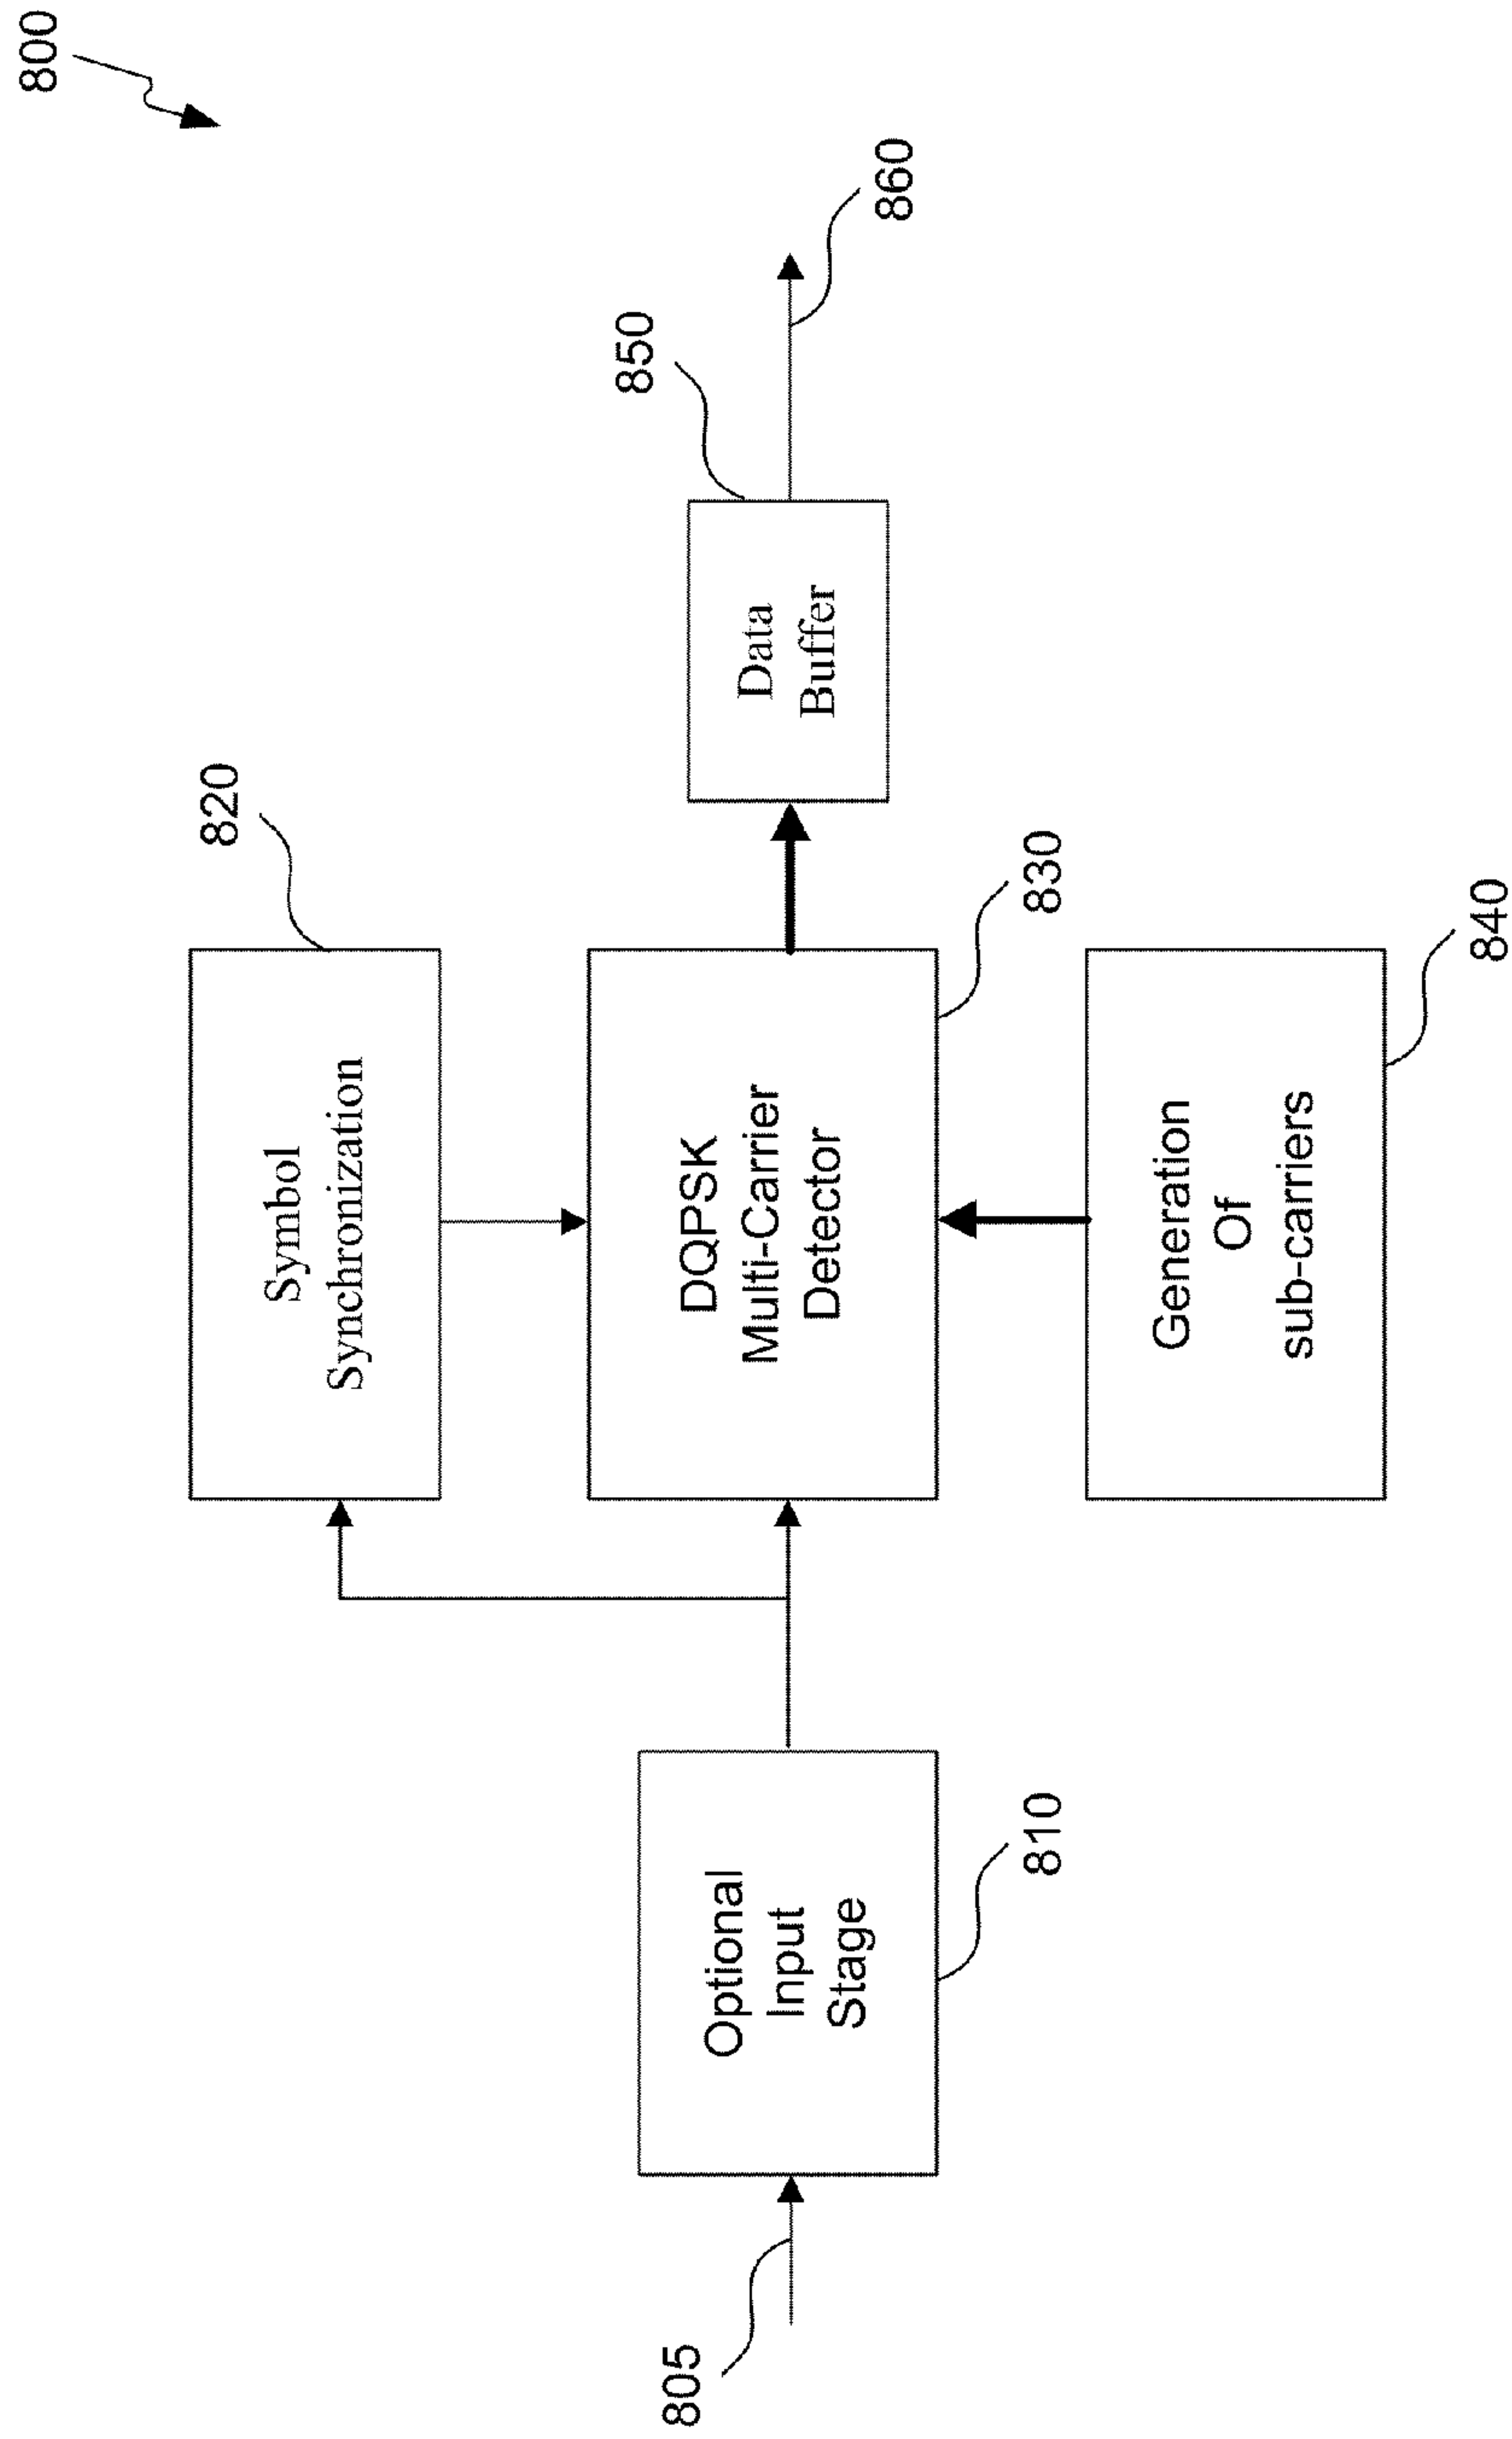 800
820
Symbol
Synchronization
850
860
805
Optional
Input
Stage
810
DQPSK
Multi-Carrier
Detector
830
Data
Buffer
Generation
Of
sub-carriers
840